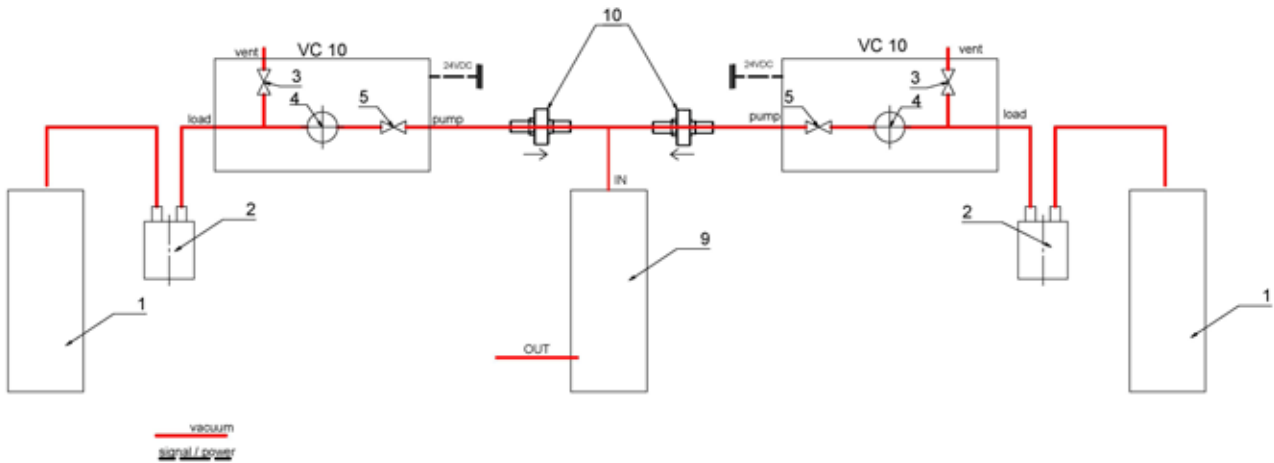 10
VC 10
VC 10
vent
vent
24VDC
24VDC
3
3
4
5
5
4
load
pump
pump
load
IN
2
2
9
1
1
OUT
vacuum
signal / power